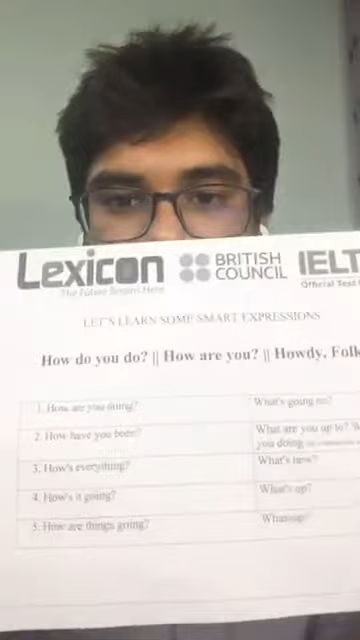 Lexicon BRITISH COUNCIL IELT
The Future Begins Here Official Test
LET'S LEARN SOME SMART EXPRESSIONS
How do you do? || How are you? || Howdy, Folk
1. How are you doing? What's going on?
2. How have you been? What are you up to?
you doing
3. How's everything? What's new?
4. How's it going? What's up?
5. How are things going?